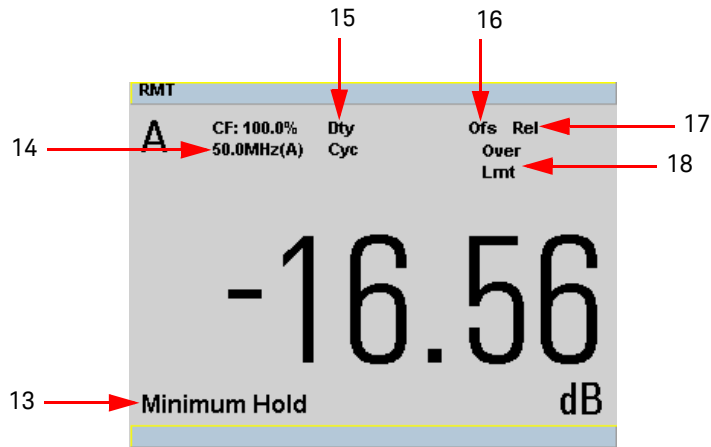 15
16
RMT
A
CF: 100.0%
Dty
Ofs Rel
17
14
50.0MHz(A)
Cyc
Over
Lmt
18
-16.56
13
Minimum Hold
dB